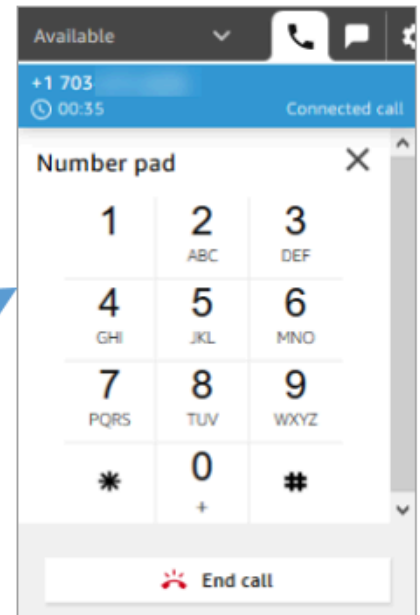 Available
+1 703
00:35 Connected call
Number pad
1 2 3
ABC DEF
4 5 6
GHI JKL MNO
7 8 9
PQRS TUV WXYZ
* 0 #
+
End call